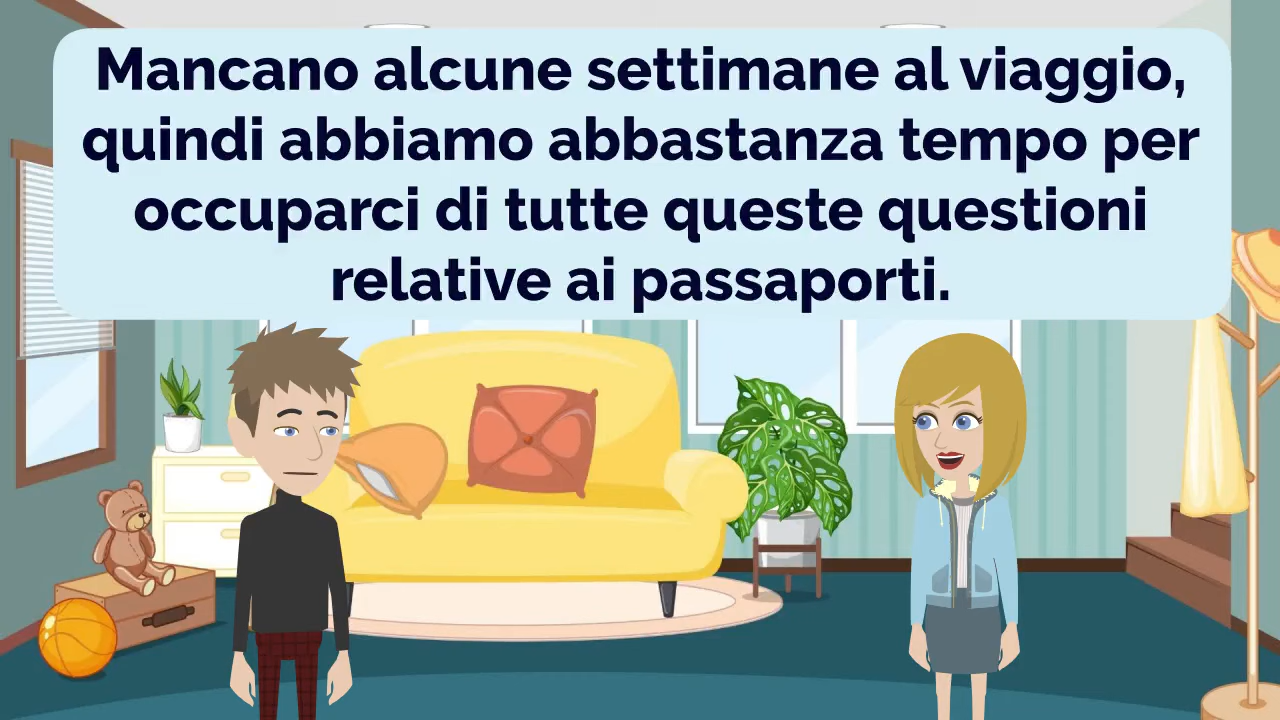 Mancano alcune settimane al viaggio,
quindi abbiamo abbastanza tempo per
occuparci di tutte queste questioni
relative ai passaporti.